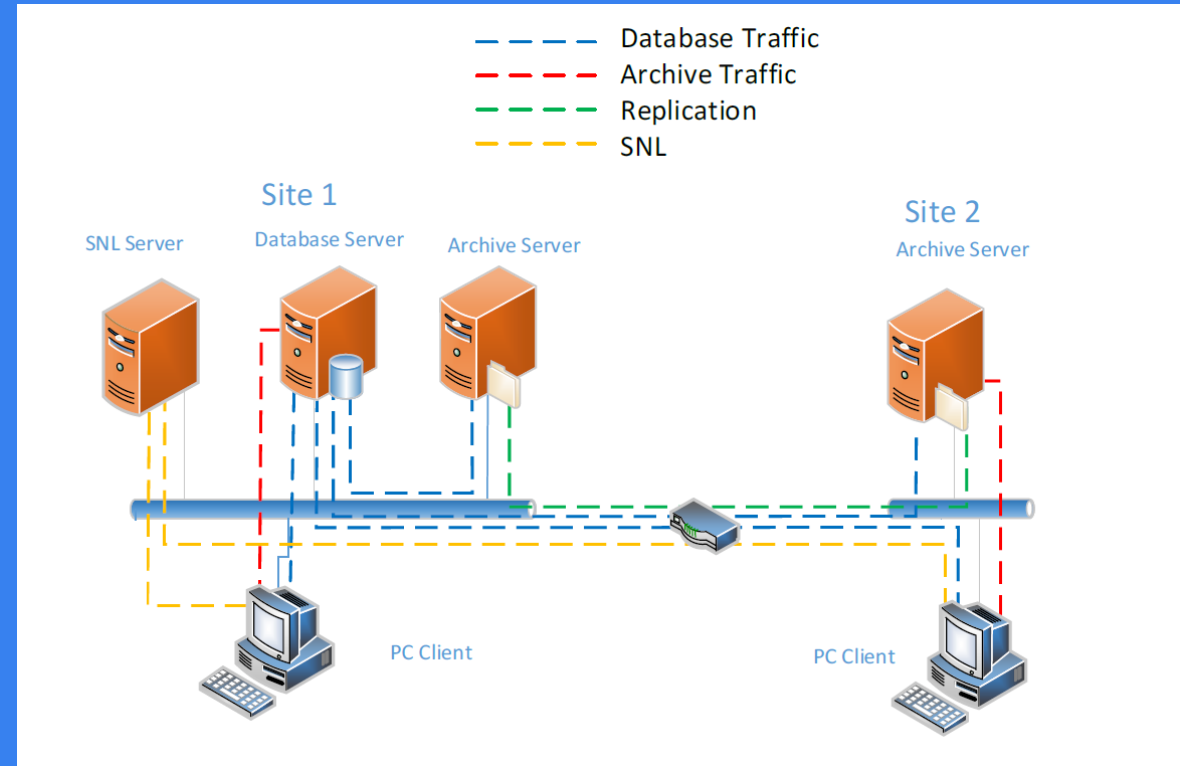 Database Traffic
Archive Traffic
Replication
SNL
Site 1
Site 2
SNL Server
Database Server
Archive Server
Archive Server
PC Client
PC Client